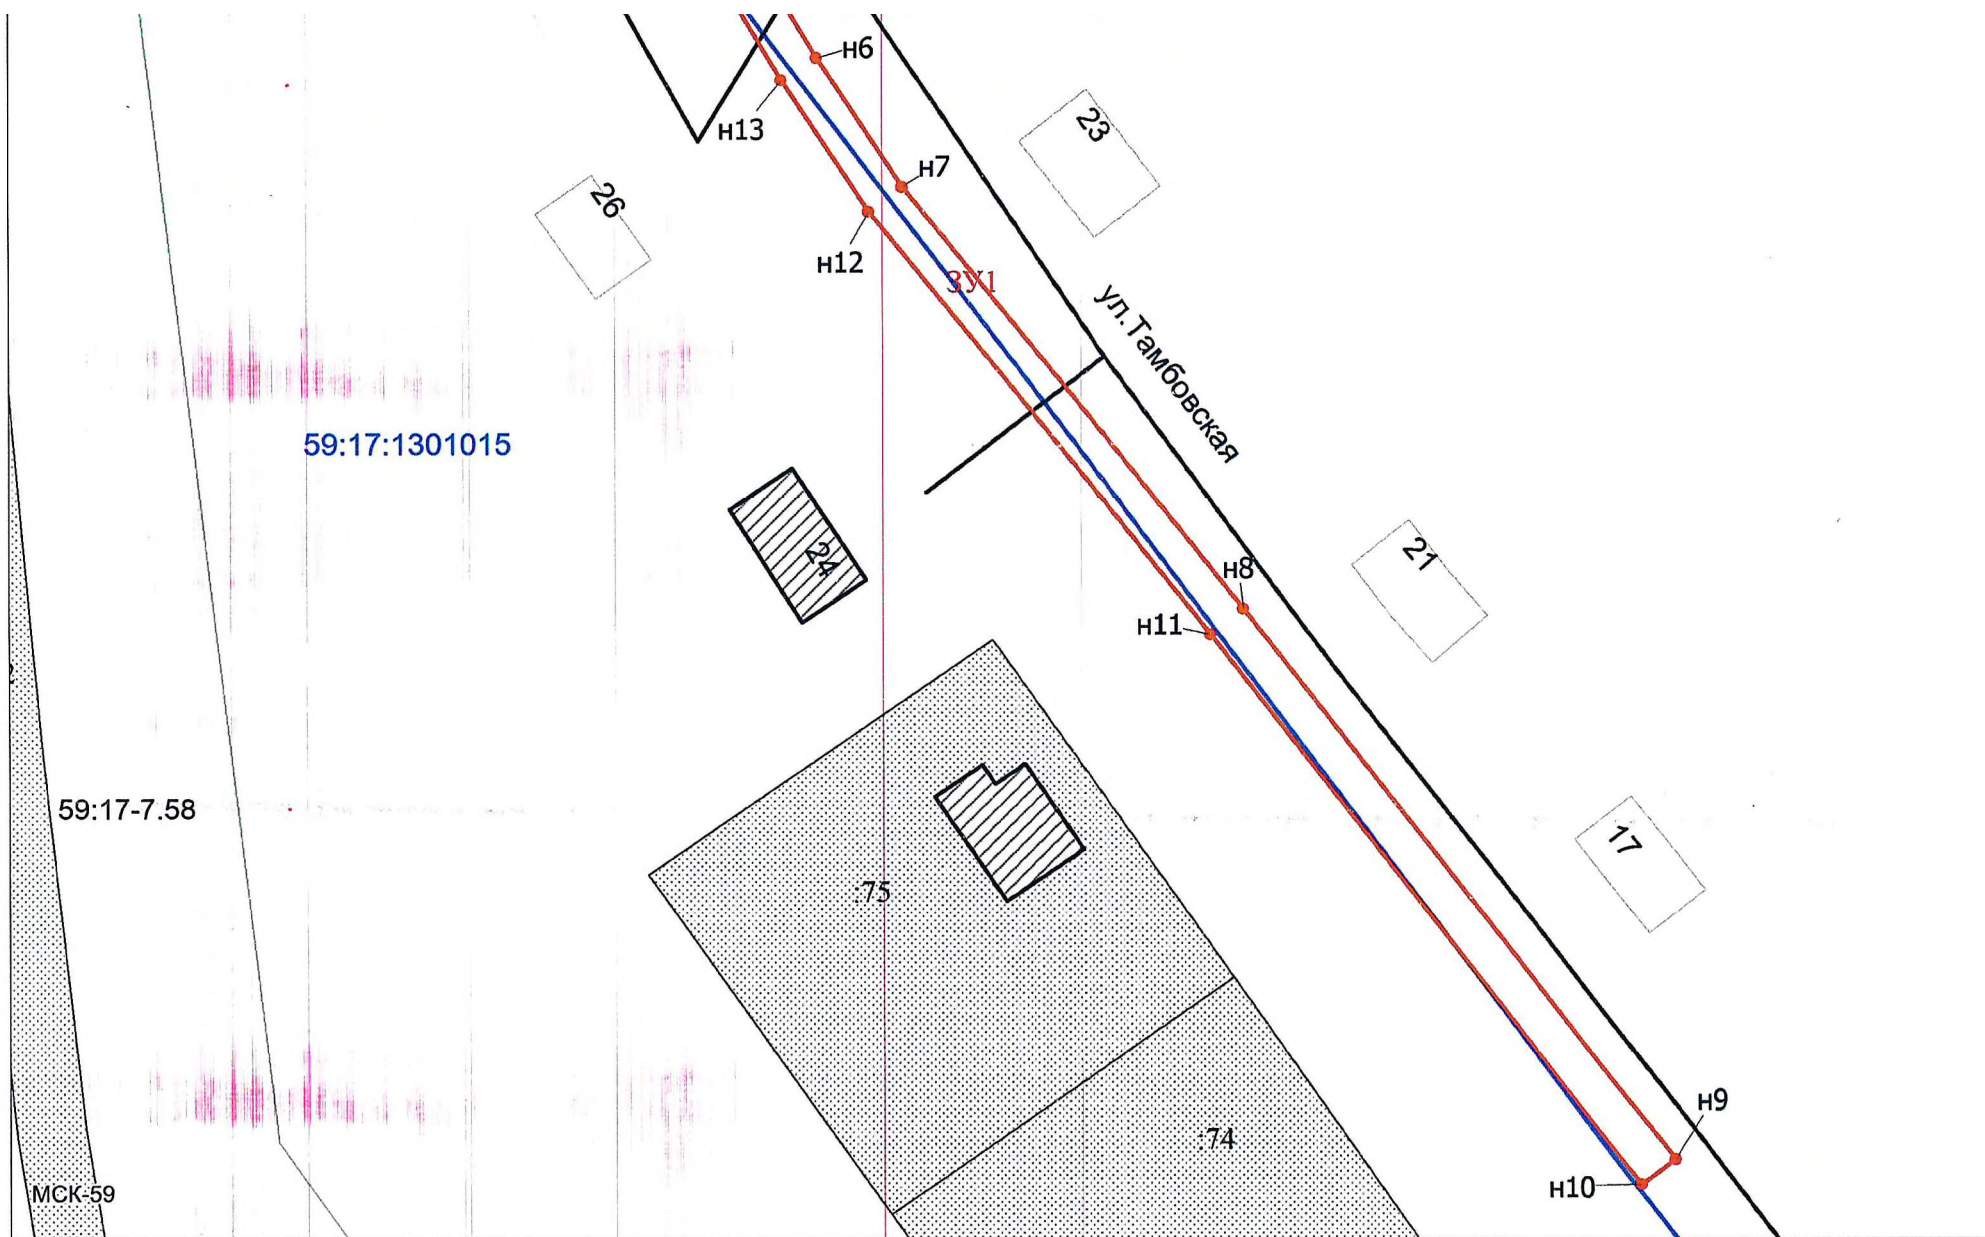 н6
23
н13
н7
26
н12
ЗУ1
ул.Тамбовская
59:17:1301015
24
21
н8
н11
59:17-7.58
17
:75
н9
:74
н10
МСК-59